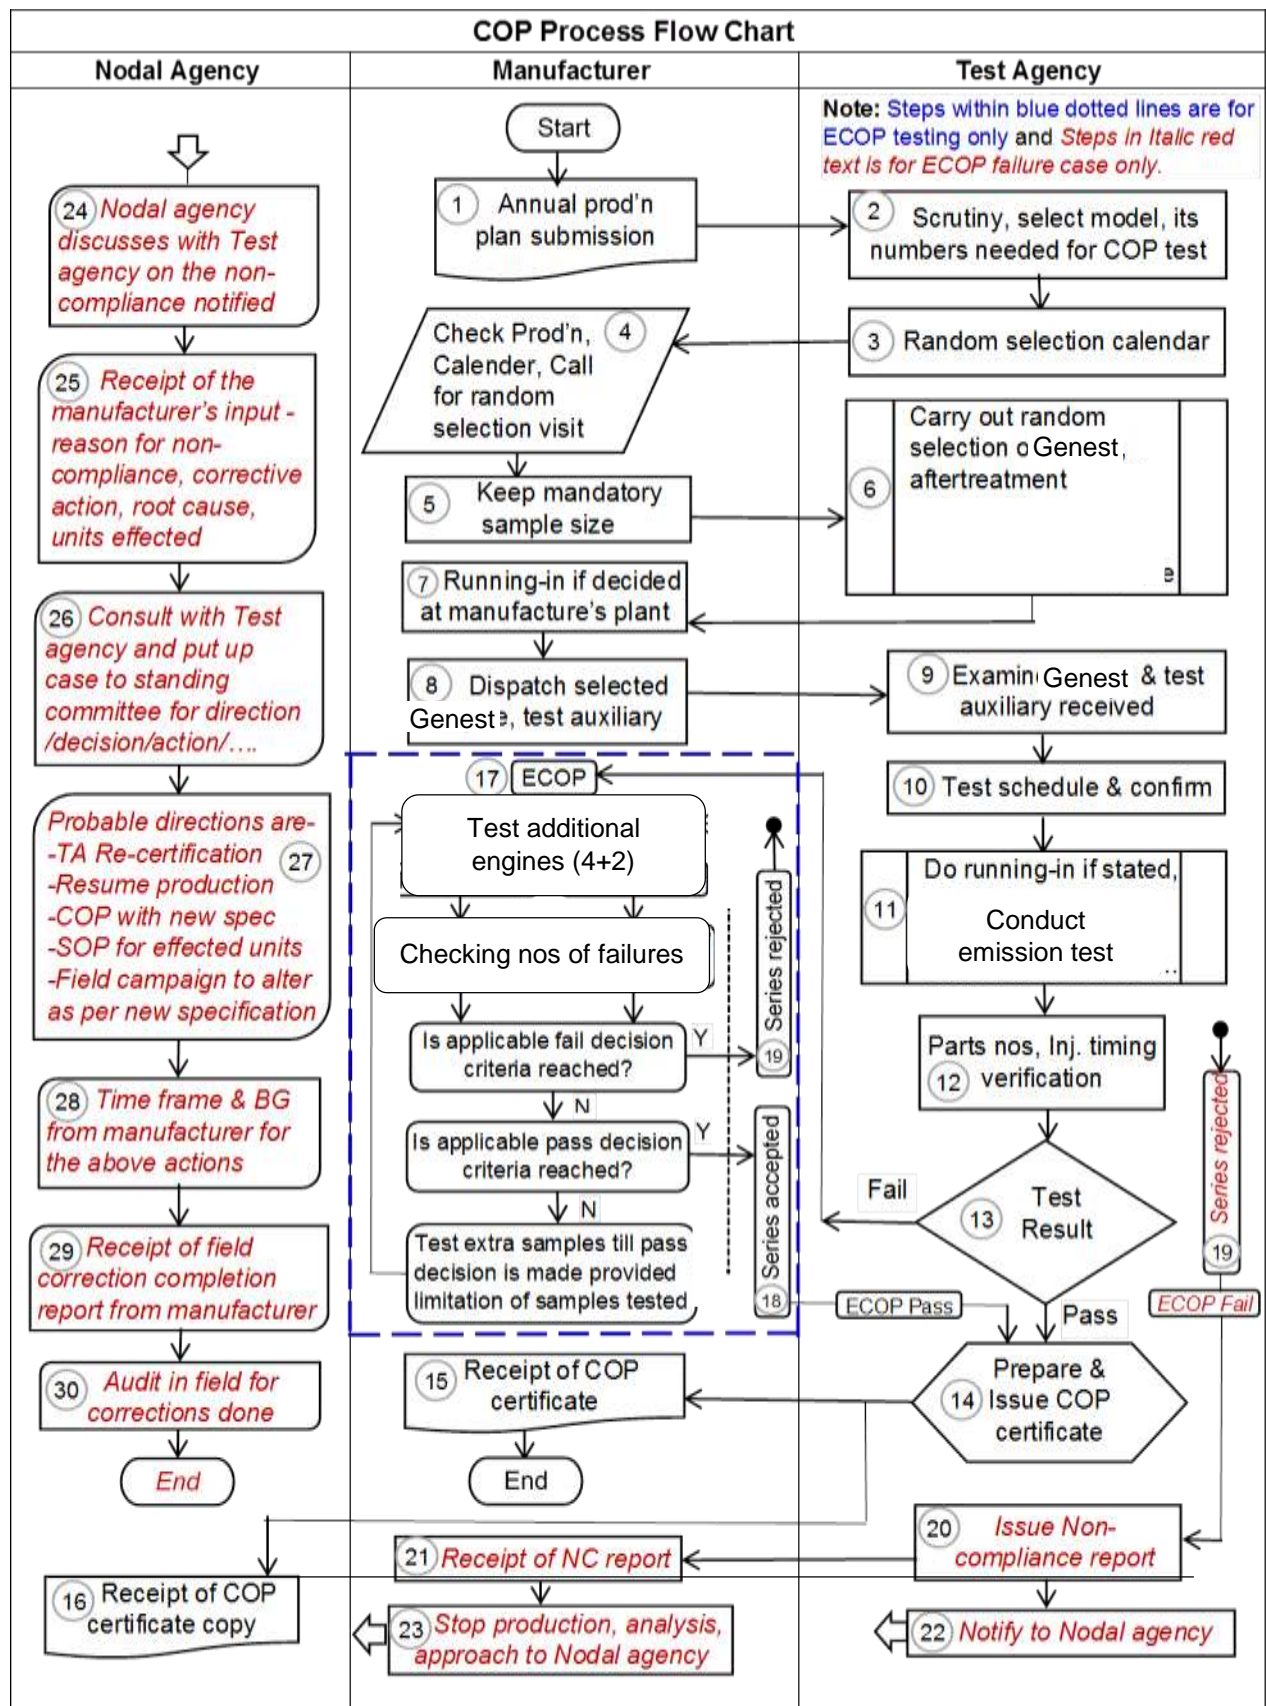 COP Process Flow Chart
Nodal Agency
Manufacturer
Test Agency
Note: Steps within blue dotted lines are for
ECOP testing only and Steps in Italic red
text is for ECOP failure case only.
Start
1 Annual prod'n
plan submission
2 Scrutiny, select model, its
numbers needed for COP test
3 Random selection calendar
Check Prod'n, 4
Calender, Call
for random
selection visit
5 Keep mandatory
sample size
Carry out random
selection o Genest,
aftertreatment
6
e
7 Running-in if decided
at manufacture's plant
8 Dispatch selected
Genest e, test auxiliary
9 Examin Genest & test
auxiliary received
10 Test schedule & confirm
Do running-in if stated,
11
Conduct
emission test
..
Parts nos, Inj. timing
12 verification
13 Test
Result
Fail
Pass
17 ECOP
Test additional
engines (4+2)
Checking nos of failures
Is applicable fail decision
criteria reached?
Y
N
Is applicable pass decision
criteria reached?
Y
N
Test extra samples till pass
decision is made provided
limitation of samples tested
19 Series rejected
18 Series accepted
ECOP Pass
Series rejected
19
ECOP Fail
Prepare &
14 Issue COP
certificate
15 Receipt of COP
certificate
End
16 Receipt of COP
certificate copy
20 Issue Non-
compliance report
21 Receipt of NC report
22 Notify to Nodal agency
23 Stop production, analysis,
approach to Nodal agency
24 Nodal agency
discusses with Test
agency on the non-
compliance notified
25 Receipt of the
manufacturer's input -
reason for non-
compliance, corrective
action, root cause,
units effected
26 Consult with Test
agency and put up
case to standing
committee for direction
/decision/action/....
Probable directions are-
-TA Re-certification 27
-Resume production
-COP with new spec
-SOP for effected units
-Field campaign to alter
as per new specification
28 Time frame & BG
from manufacturer for
the above actions
29 Receipt of field
correction completion
report from manufacturer
30 Audit in field for
corrections done
End